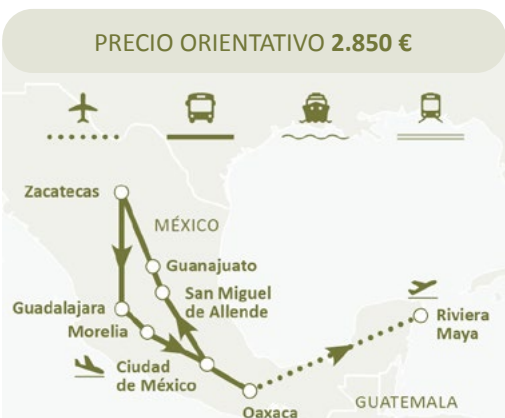 PRECIO ORIENTATIVO 2.850 €
Zacatecas
MÉXICO
Guanajuato
San Miguel
de Allende
Guadalajara
Morelia
Riviera
Maya
Ciudad
de México
GUATEMALA
Oaxaca